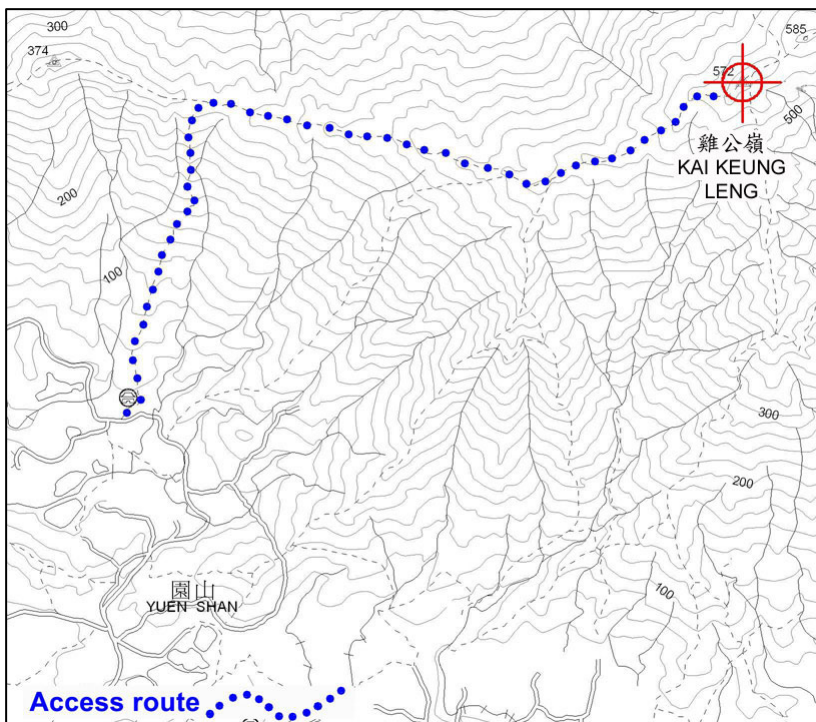 300
585
374
572
500
雞公嶺
KAI KEUNG
LENG
200
100
300
200
100
園山
YUEN SHAN
Access route